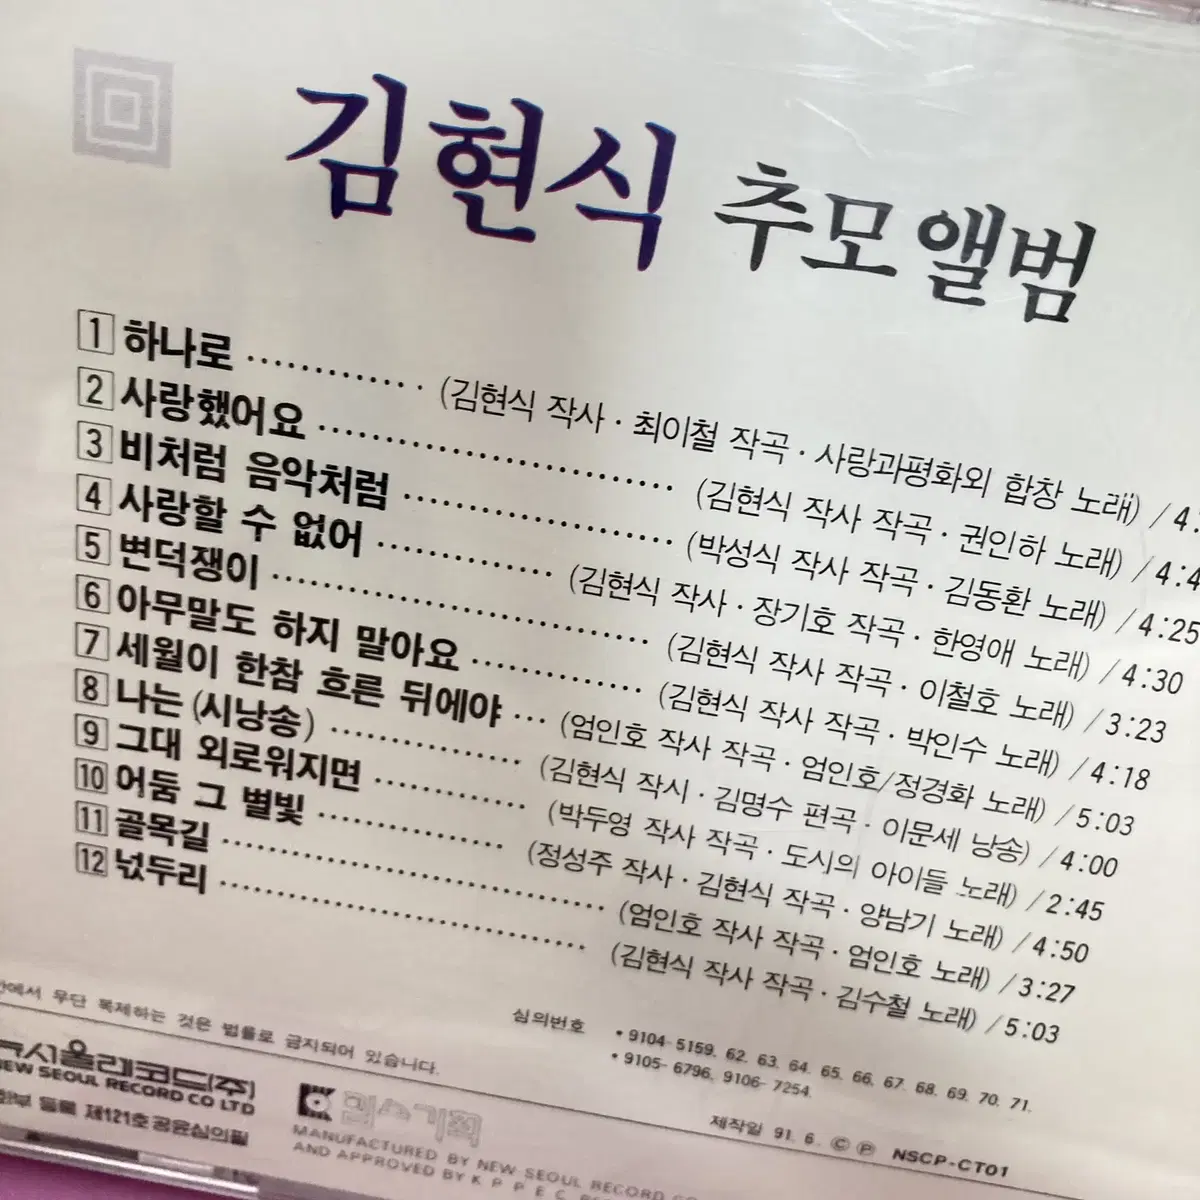 김현식 추모앨범
1 하나로 ············ (김현식 작사 · 최이철 작곡 · 사랑과평화외 합창 노래) / 4:
2 사랑했어요 ························ (김현식 작사 작곡 · 권인하 노래) / 4:4
3 비처럼 음악처럼 ·················· (박성식 작사 작곡 · 김동환 노래) / 4:25
4 사랑할 수 없어 ············ (김현식 작사 · 장기호 작곡 · 한영애 노래) / 4:30
5 변덕쟁이 ························ (김현식 작사 작곡 · 이철호 노래) / 3:23
6 아무말도 하지 말아요 ············ (김현식 작사 작곡 · 박인수 노래) / 4:18
7 세월이 한참 흐른 뒤에야 ··· (엄인호 작사 작곡 · 엄인호/정경화 노래) / 5:03
8 나는 (시낭송) ············ (김현식 작시 · 김명수 편곡 · 이문세 낭송) / 4:00
9 그대 외로워지면 ············ (박두영 작사 작곡 · 도시의 아이들 노래) / 2:45
10 어둠 그 별빛 ············ (정성주 작사 · 김현식 작곡 · 양남기 노래) / 4:50
11 골목길 ························ (엄인호 작사 작곡 · 엄인호 노래) / 3:27
12 넋두리 ························ (김현식 작사 작곡 · 김수철 노래) / 5:03
무단 복제하는 것은 법률로 금지되어 있습니다.
심의번호 • 9104-5159. 62. 63. 64. 65. 66. 67. 68. 69. 70. 71.
• 9105-6796. 9106-7254.
뉴서울레코드(주)
NEW SEOUL RECORD CO LTD
등록 제121호 공윤심의필
MANUFACTURED BY NEW SEOUL RECORD CO
AND APPROVED BY K P P E C
제작일 91. 6. Ⓒ Ⓟ NSCP-CT01